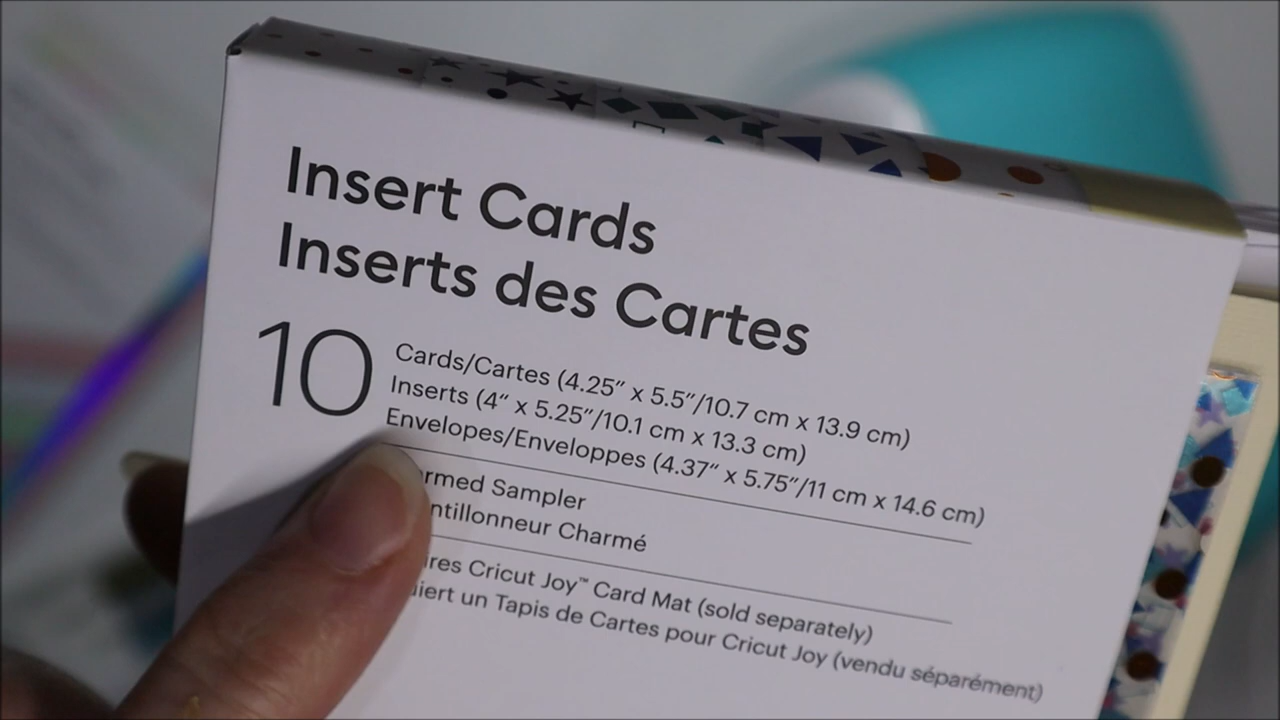 Insert Cards
Inserts des Cartes
10
Cards/Cartes (4.25″ x 5.5″/10.7 cm x 13.9 cm)
Inserts (4″ x 5.25″/10.1 cm x 13.3 cm)
Envelopes/Enveloppes (4.37″ x 5.75″/11 cm x 14.6 cm)
Sampler
Charmé
Cricut Joy™ Card Mat (sold separately)
un Tapis de Cartes pour Cricut Joy (vendu séparément)